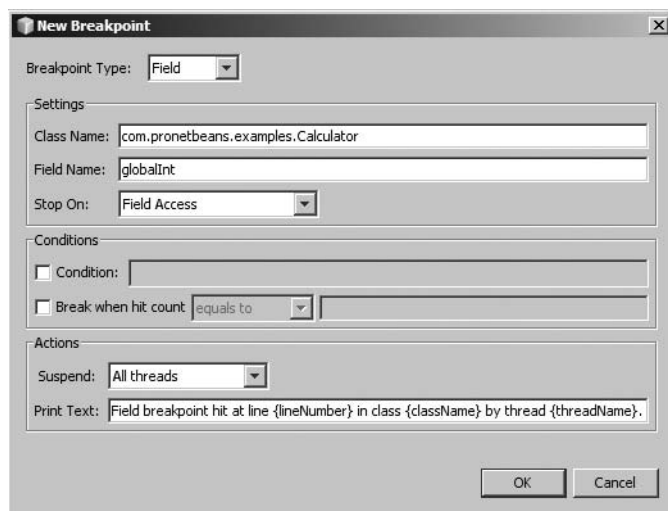 New Breakpoint
Breakpoint Type: Field
Settings
Class Name: com.pronetbeans.examples.Calculator
Field Name: globalInt
Stop On: Field Access
Conditions
Condition:
Break when hit count equals to
Actions
Suspend: All threads
Print Text: Field breakpoint hit at line {lineNumber} in class {className} by thread {threadName}.
OK Cancel